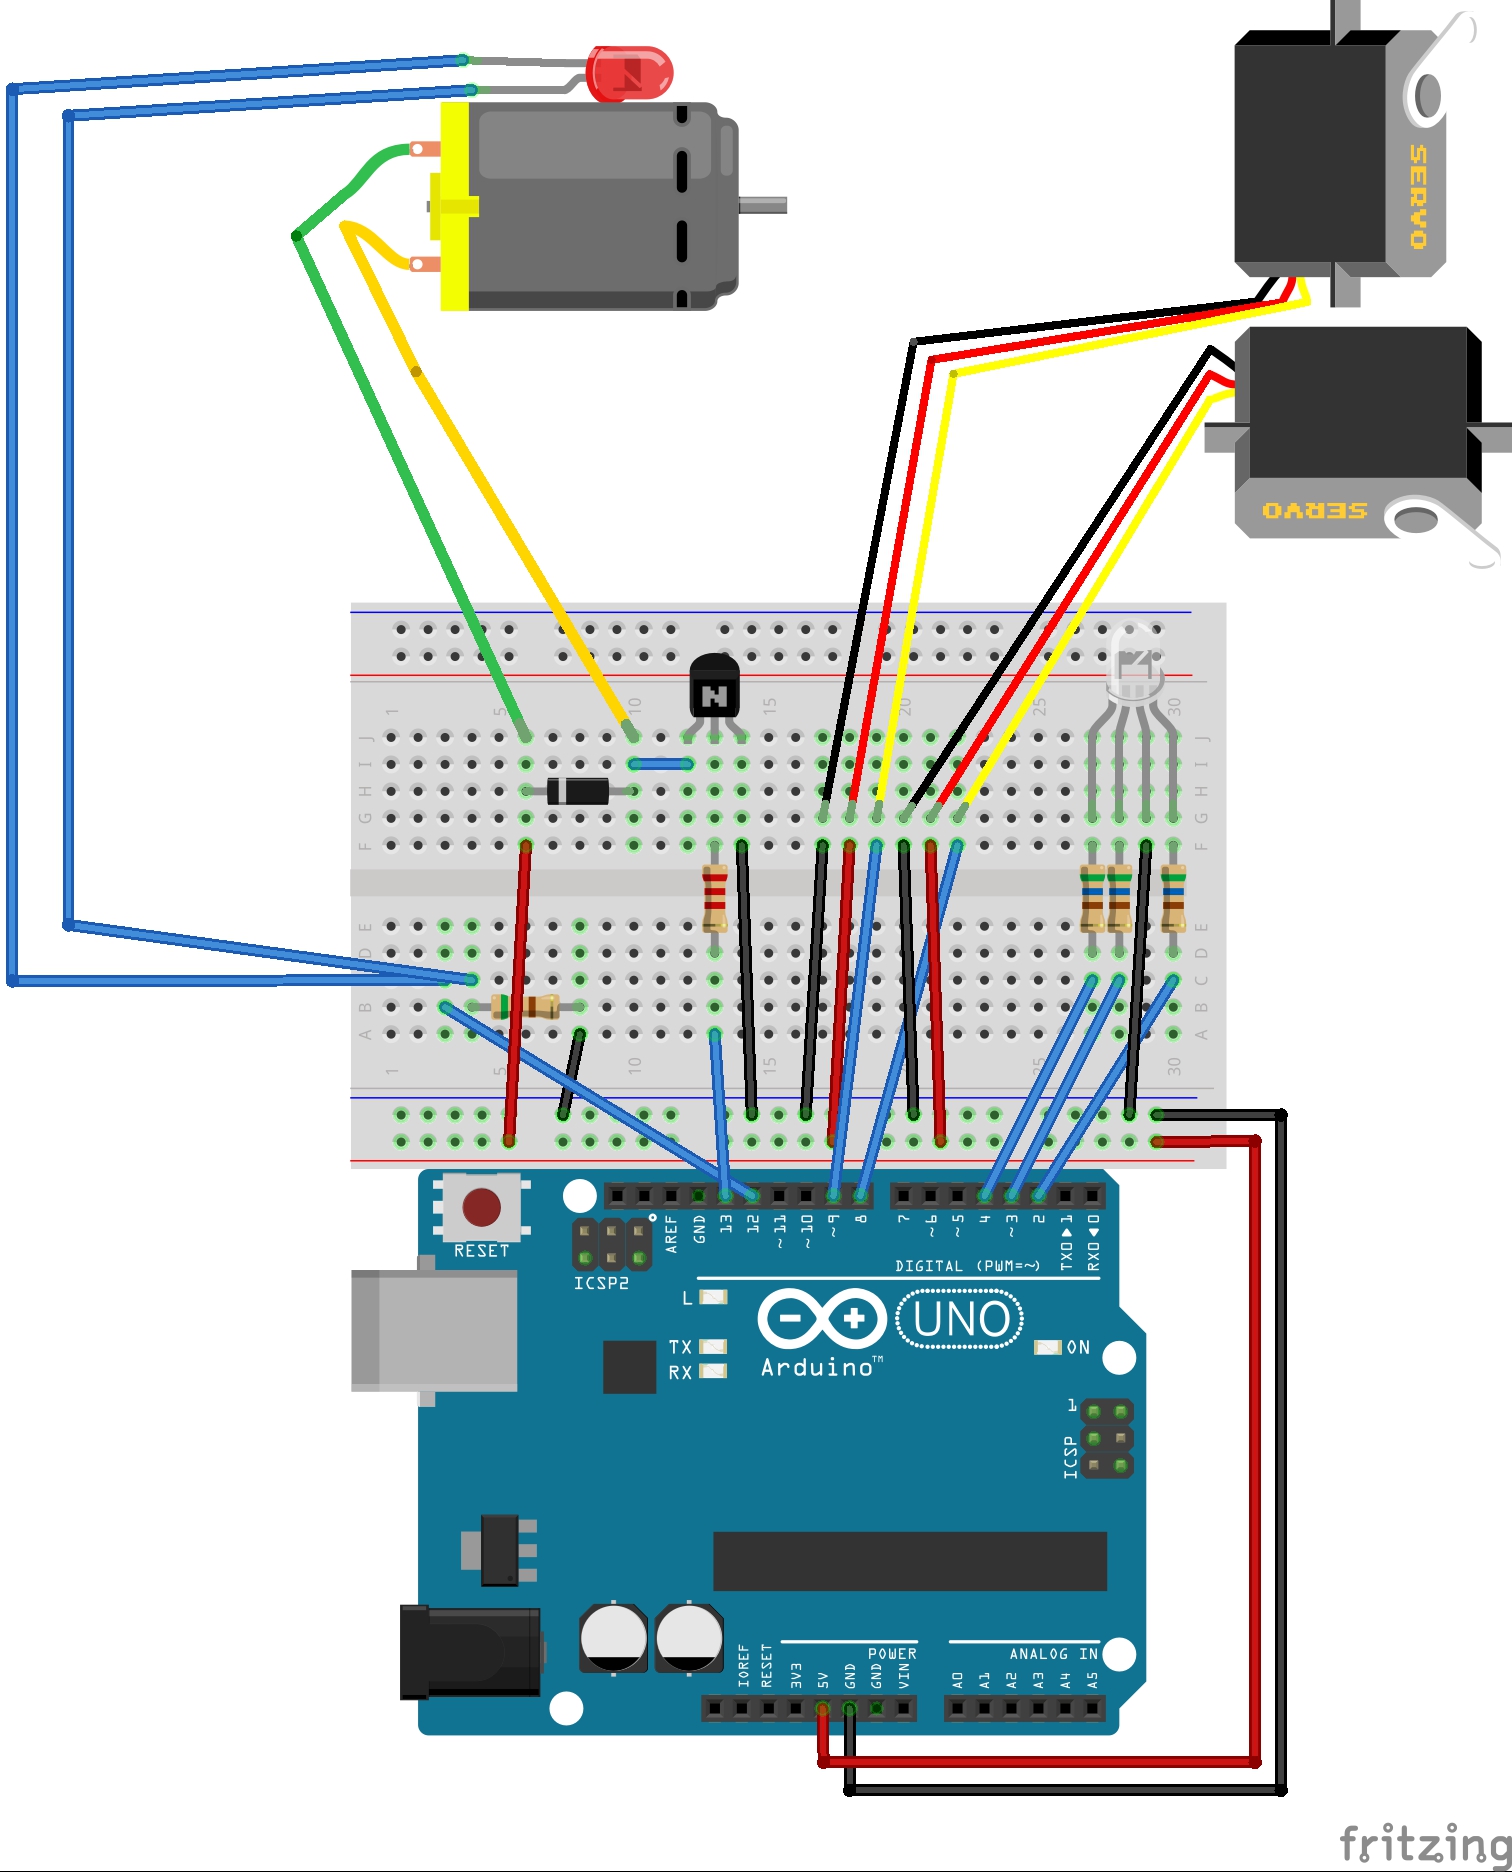 SERVO
SERVO
1 5 10 15 20 25 30
J J
I I
H H
G G
F F
E E
D D
C C
B B
A A
1 5 10 15 25 30
RESET
ICSP2
AREF
GND
13
12
~11
~10
~9
8
7
~6
~5
4
~3
2
TX0▶1
RX0◀0
DIGITAL (PWM=~)
L
TX
RX
UNO
ON
Arduino™
1
ICSP
POWER
ANALOG IN
IOREF
RESET
3V3
5V
GND
GND
VIN
A0
A1
A2
A3
A4
A5
fritzing